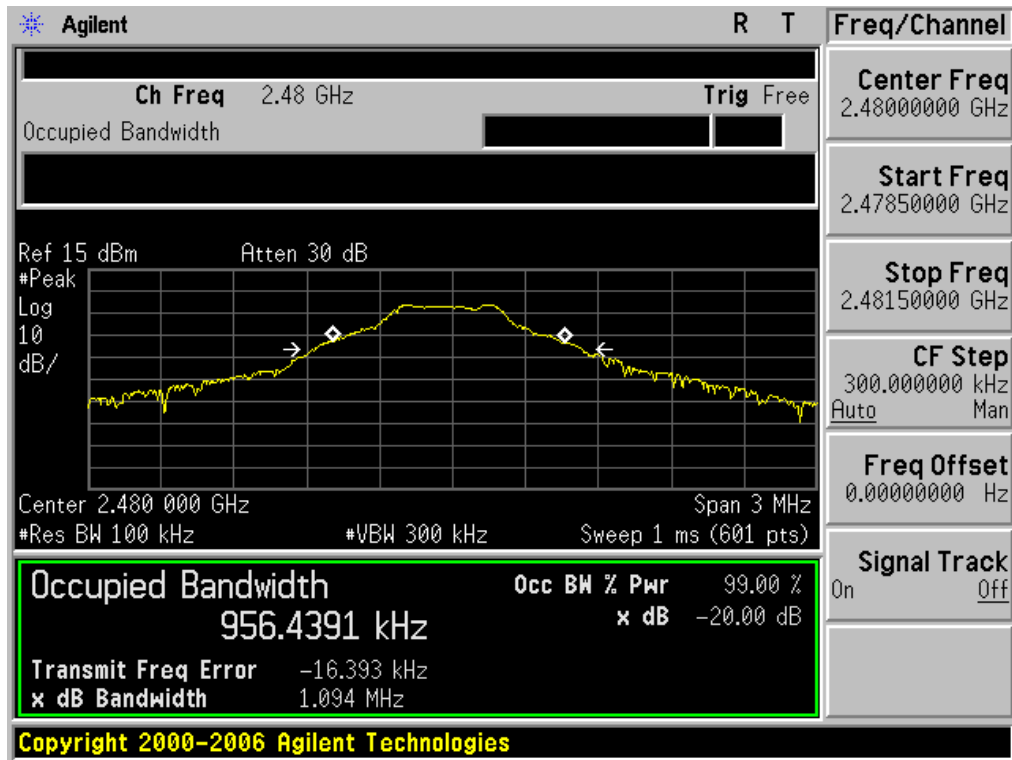 Agilent R T
Freq/Channel
Ch Freq 2.48 GHz Trig Free
Occupied Bandwidth
Center Freq
2.48000000 GHz
Start Freq
2.47850000 GHz
Stop Freq
2.48150000 GHz
CF Step
300.000000 kHz
Auto Man
Freq Offset
0.00000000 Hz
Signal Track
On Off
Ref 15 dBm Atten 30 dB
#Peak
Log
10
dB/
Center 2.480 000 GHz Span 3 MHz
#Res BW 100 kHz #VBW 300 kHz Sweep 1 ms (601 pts)
Occupied Bandwidth Occ BW % Pwr 99.00 %
956.4391 kHz x dB -20.00 dB
Transmit Freq Error -16.393 kHz
x dB Bandwidth 1.094 MHz
Copyright 2000-2006 Agilent Technologies